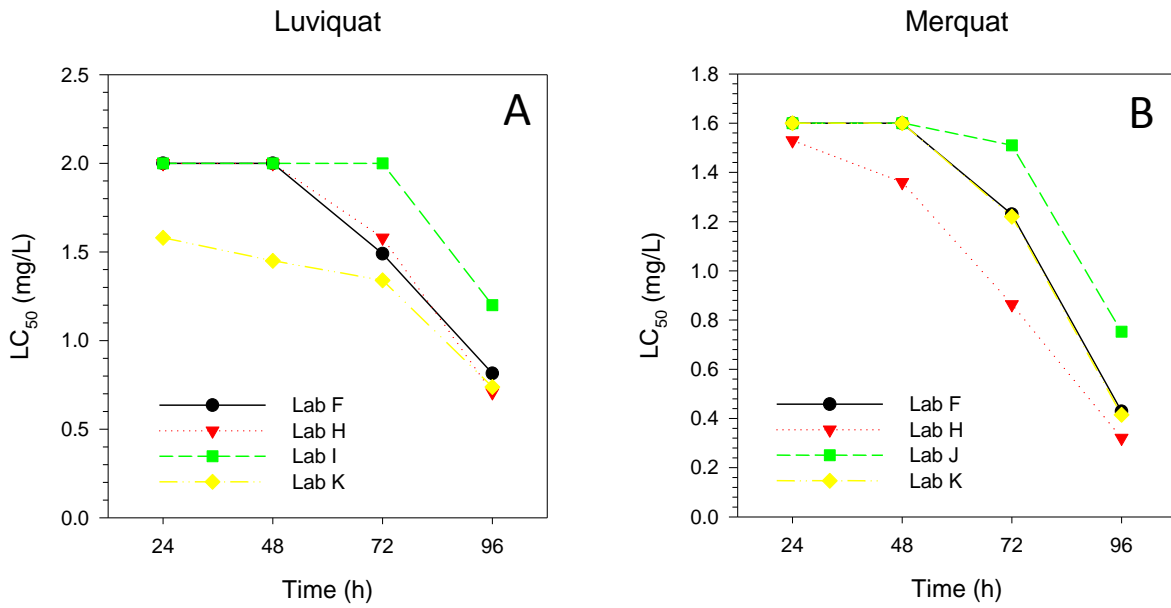 Luviquat
A
LC50 (mg/L)
2.5
2.0
1.5
1.0
0.5
0.0
24 48 72 96
Time (h)
Lab F
Lab H
Lab I
Lab K
Merquat
B
LC50 (mg/L)
1.8
1.6
1.4
1.2
1.6
0.8
0.6
0.4
0.2
0.0
24 48 72 96
Time (h)
Lab F
Lab H
Lab J
Lab K